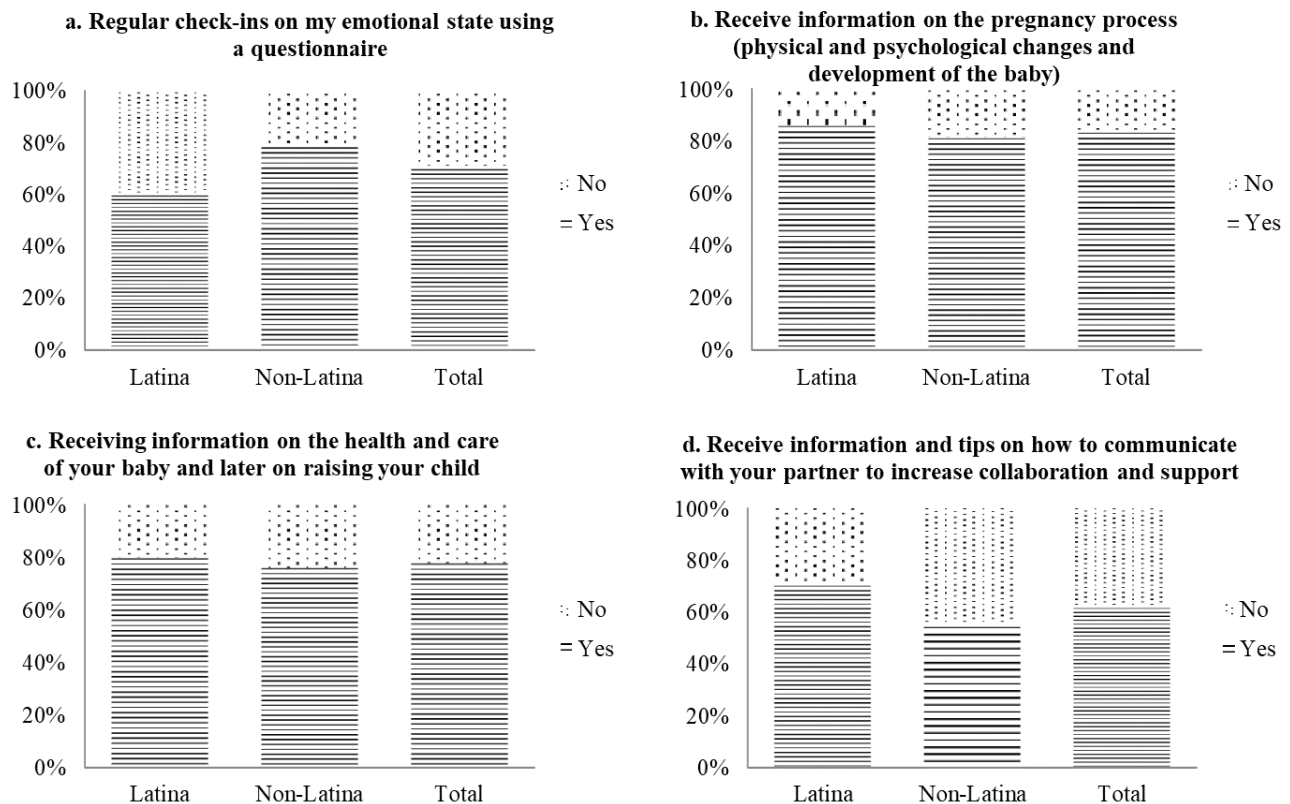 a. Regular check-ins on my emotional state using
a questionnaire
100%
80%
60%
40%
20%
0%
Latina Non-Latina Total
No
Yes
b. Receive information on the pregnancy process
(physical and psychological changes and
development of the baby)
100%
80%
60%
40%
20%
0%
Latina Non-Latina Total
No
Yes
c. Receiving information on the health and care
of your baby and later on raising your child
100%
80%
60%
40%
20%
0%
Latina Non-Latina Total
No
Yes
d. Receive information and tips on how to communicate
with your partner to increase collaboration and support
100%
80%
60%
40%
20%
0%
Latina Non-Latina Total
No
Yes